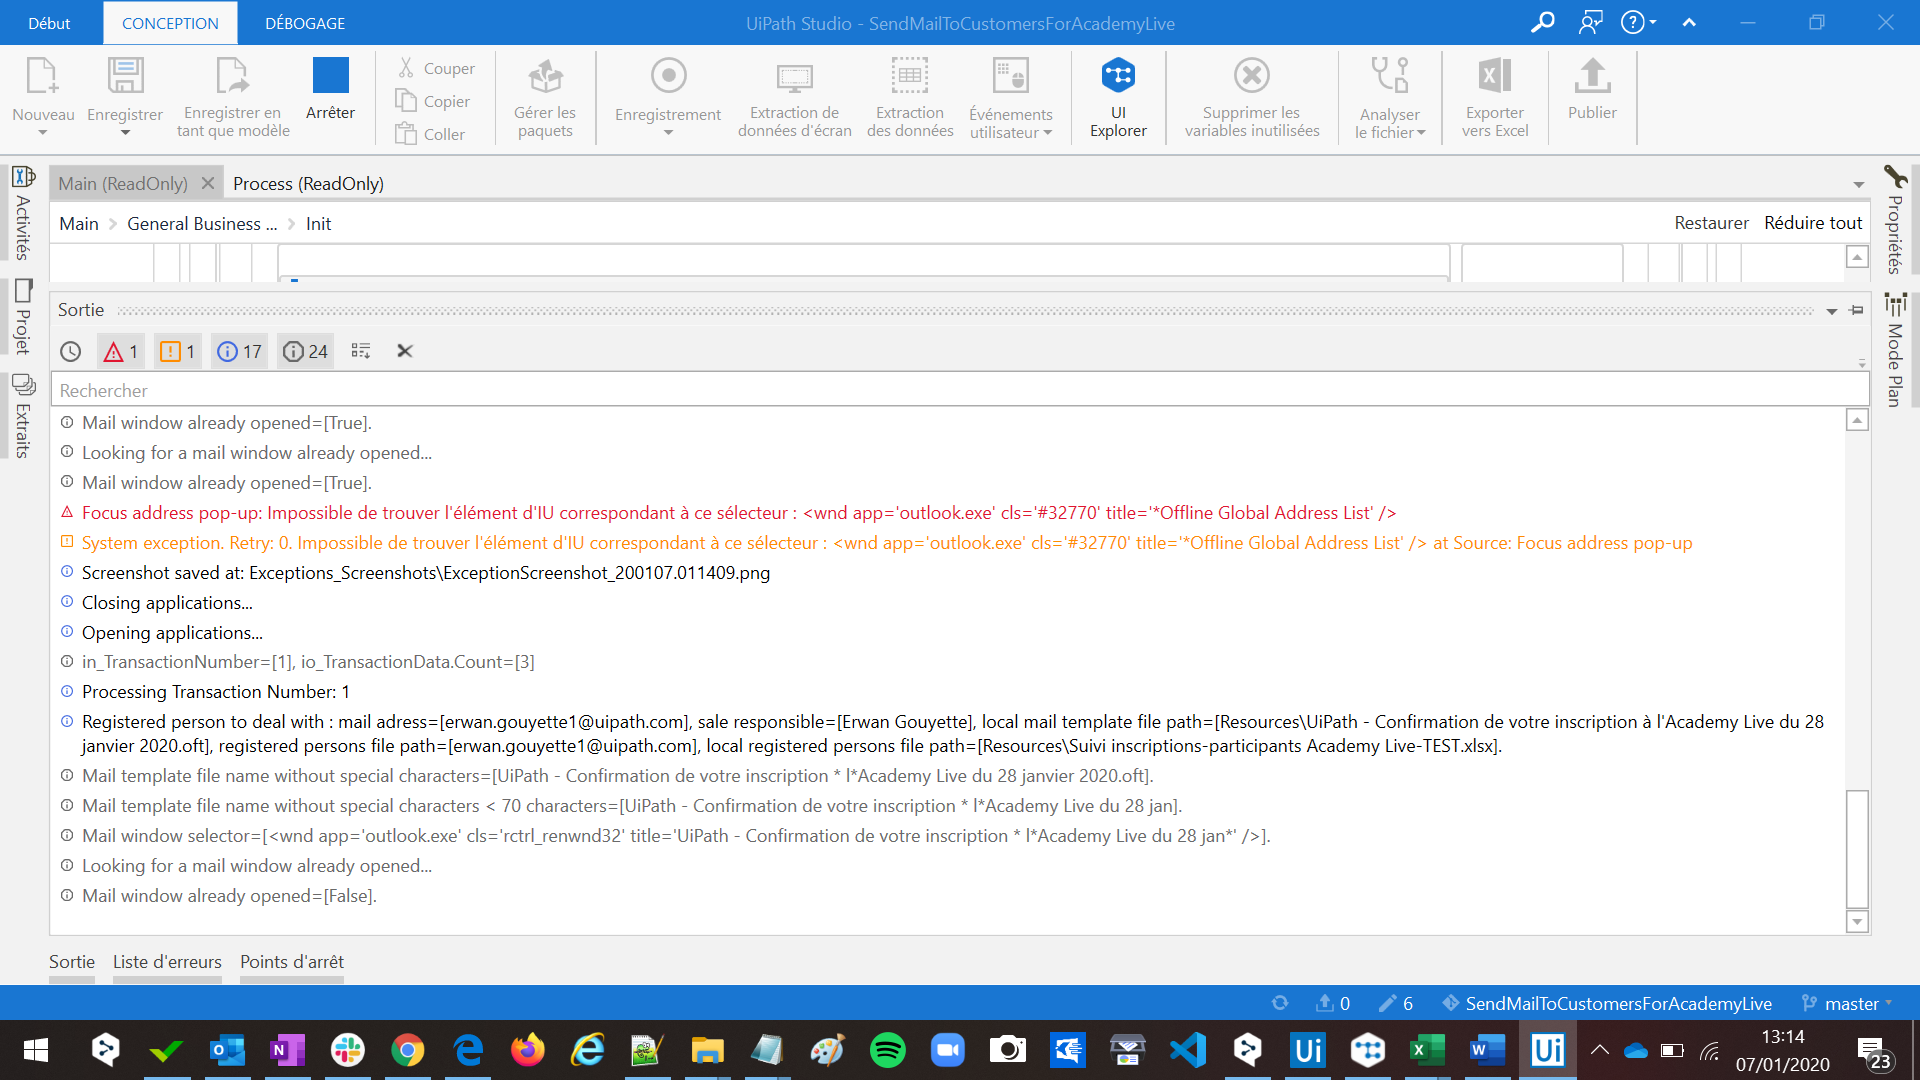 Début
CONCEPTION
DÉBOGAGE
UiPath Studio - SendMailToCustomersForAcademyLive
Nouveau
Enregistrer
Enregistrer en
tant que modèle
Arrêter
Couper
Copier
Coller
Gérer les
paquets
Enregistrement
Extraction de
données d'écran
Extraction
des données
Événements
utilisateur
UI
Explorer
Supprimer les
variables inutilisées
Analyser
le fichier
Exporter
vers Excel
Publier
Activités
Projet
Extraits
Main (ReadOnly)
Process (ReadOnly)
Main
General Business ...
Init
Restaurer
Réduire tout
Propriétés
Mode Plan
Sortie
1
1
17
24
Rechercher
Mail window already opened=[True].
Looking for a mail window already opened...
Mail window already opened=[True].
Focus address pop-up: Impossible de trouver l'élément d'IU correspondant à ce sélecteur : <wnd app='outlook.exe' cls='#32770' title='*Offline Global Address List' />
System exception. Retry: 0. Impossible de trouver l'élément d'IU correspondant à ce sélecteur : <wnd app='outlook.exe' cls='#32770' title='*Offline Global Address List' /> at Source: Focus address pop-up
Screenshot saved at: Exceptions_Screenshots\ExceptionScreenshot_200107.011409.png
Closing applications...
Opening applications...
in_TransactionNumber=[1], io_TransactionData.Count=[3]
Processing Transaction Number: 1
Registered person to deal with : mail adress=[erwan.gouyette1@uipath.com], sale responsible=[Erwan Gouyette], local mail template file path=[Resources\UiPath - Confirmation de votre inscription à l'Academy Live du 28
janvier 2020.oft], registered persons file path=[erwan.gouyette1@uipath.com], local registered persons file path=[Resources\Suivi inscriptions-participants Academy Live-TEST.xlsx].
Mail template file name without special characters=[UiPath - Confirmation de votre inscription * l*Academy Live du 28 janvier 2020.oft].
Mail template file name without special characters < 70 characters=[UiPath - Confirmation de votre inscription * l*Academy Live du 28 jan].
Mail window selector=[<wnd app='outlook.exe' cls='rctrl_renwnd32' title='UiPath - Confirmation de votre inscription * l*Academy Live du 28 jan*' />].
Looking for a mail window already opened...
Mail window already opened=[False].
Sortie
Liste d'erreurs
Points d'arrêt
0
6
SendMailToCustomersForAcademyLive
master
13:14
07/01/2020
23